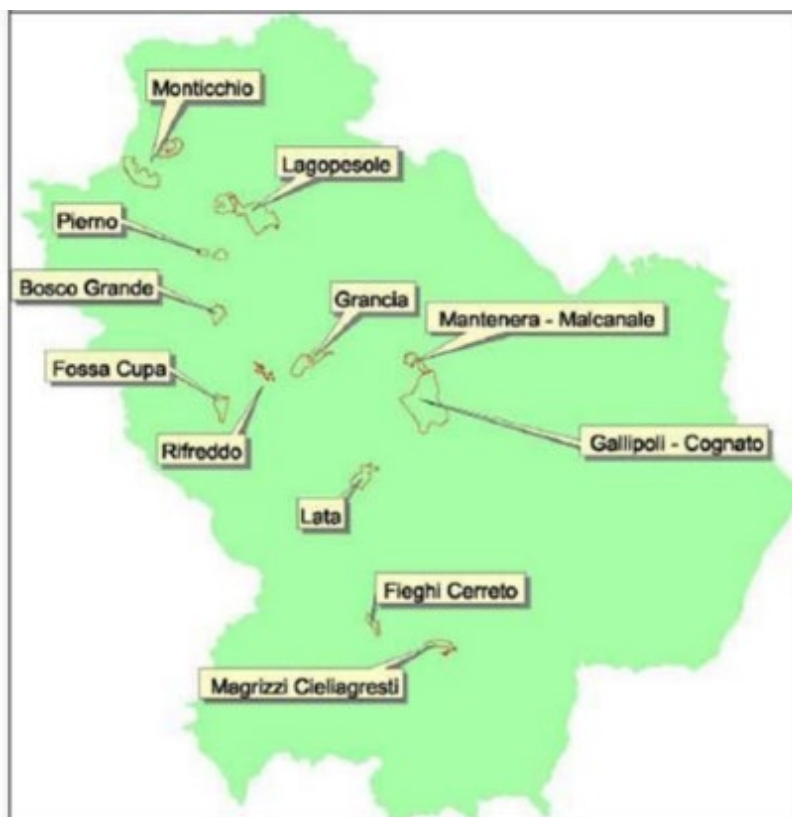 Monticchio
Lagopesole
Pierno
Bosco Grande
Grancia
Mantenera - Malcanale
Fossa Cupa
Rifreddo
Gallipoli - Cognato
Lata
Fieghi Cerreto
Magrizzi Cieliagresti